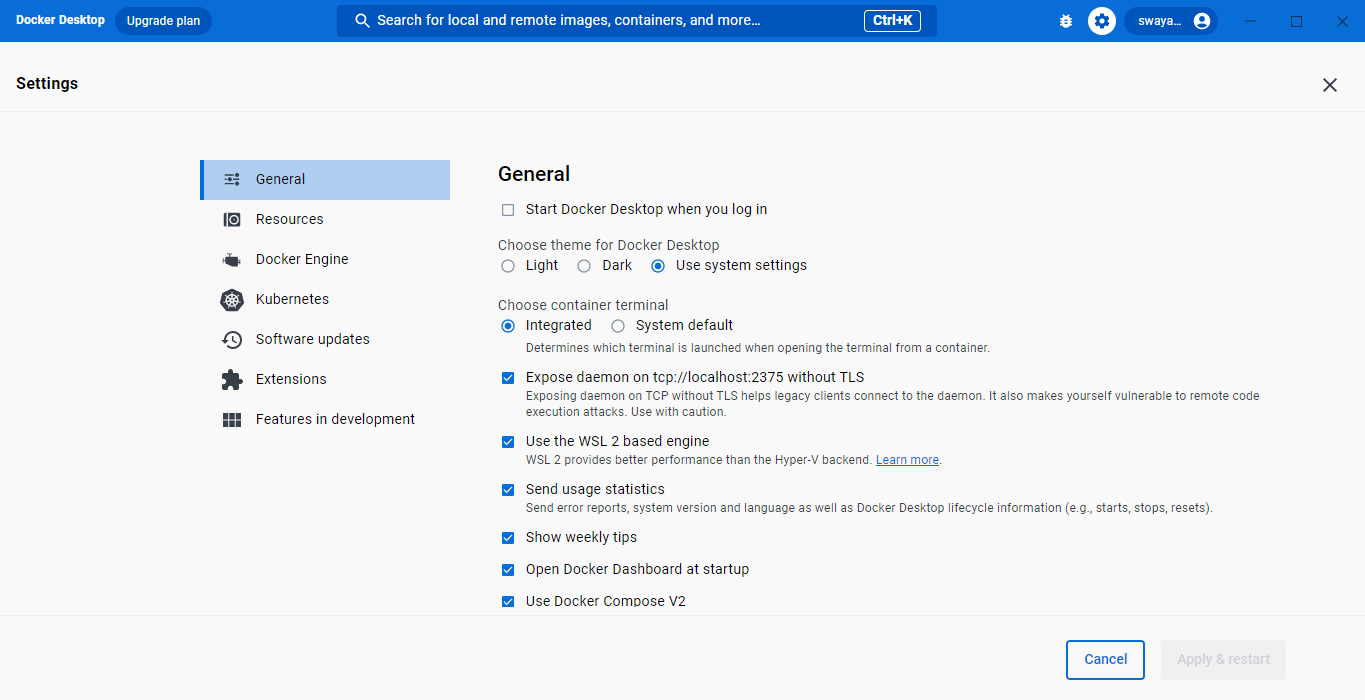 Docker Desktop Upgrade plan Search for local and remote images, containers, and more... Ctrl+K swaya...
Settings
General
Resources
Docker Engine
Kubernetes
Software updates
Extensions
Features in development
General
Start Docker Desktop when you log in
Choose theme for Docker Desktop
Light Dark Use system settings
Choose container terminal
Integrated System default
Determines which terminal is launched when opening the terminal from a container.
Expose daemon on tcp://localhost:2375 without TLS
Exposing daemon on TCP without TLS helps legacy clients connect to the daemon. It also makes yourself vulnerable to remote code
execution attacks. Use with caution.
Use the WSL 2 based engine
WSL 2 provides better performance than the Hyper-V backend. Learn more.
Send usage statistics
Send error reports, system version and language as well as Docker Desktop lifecycle information (e.g., starts, stops, resets).
Show weekly tips
Open Docker Dashboard at startup
Use Docker Compose V2
Cancel Apply & restart